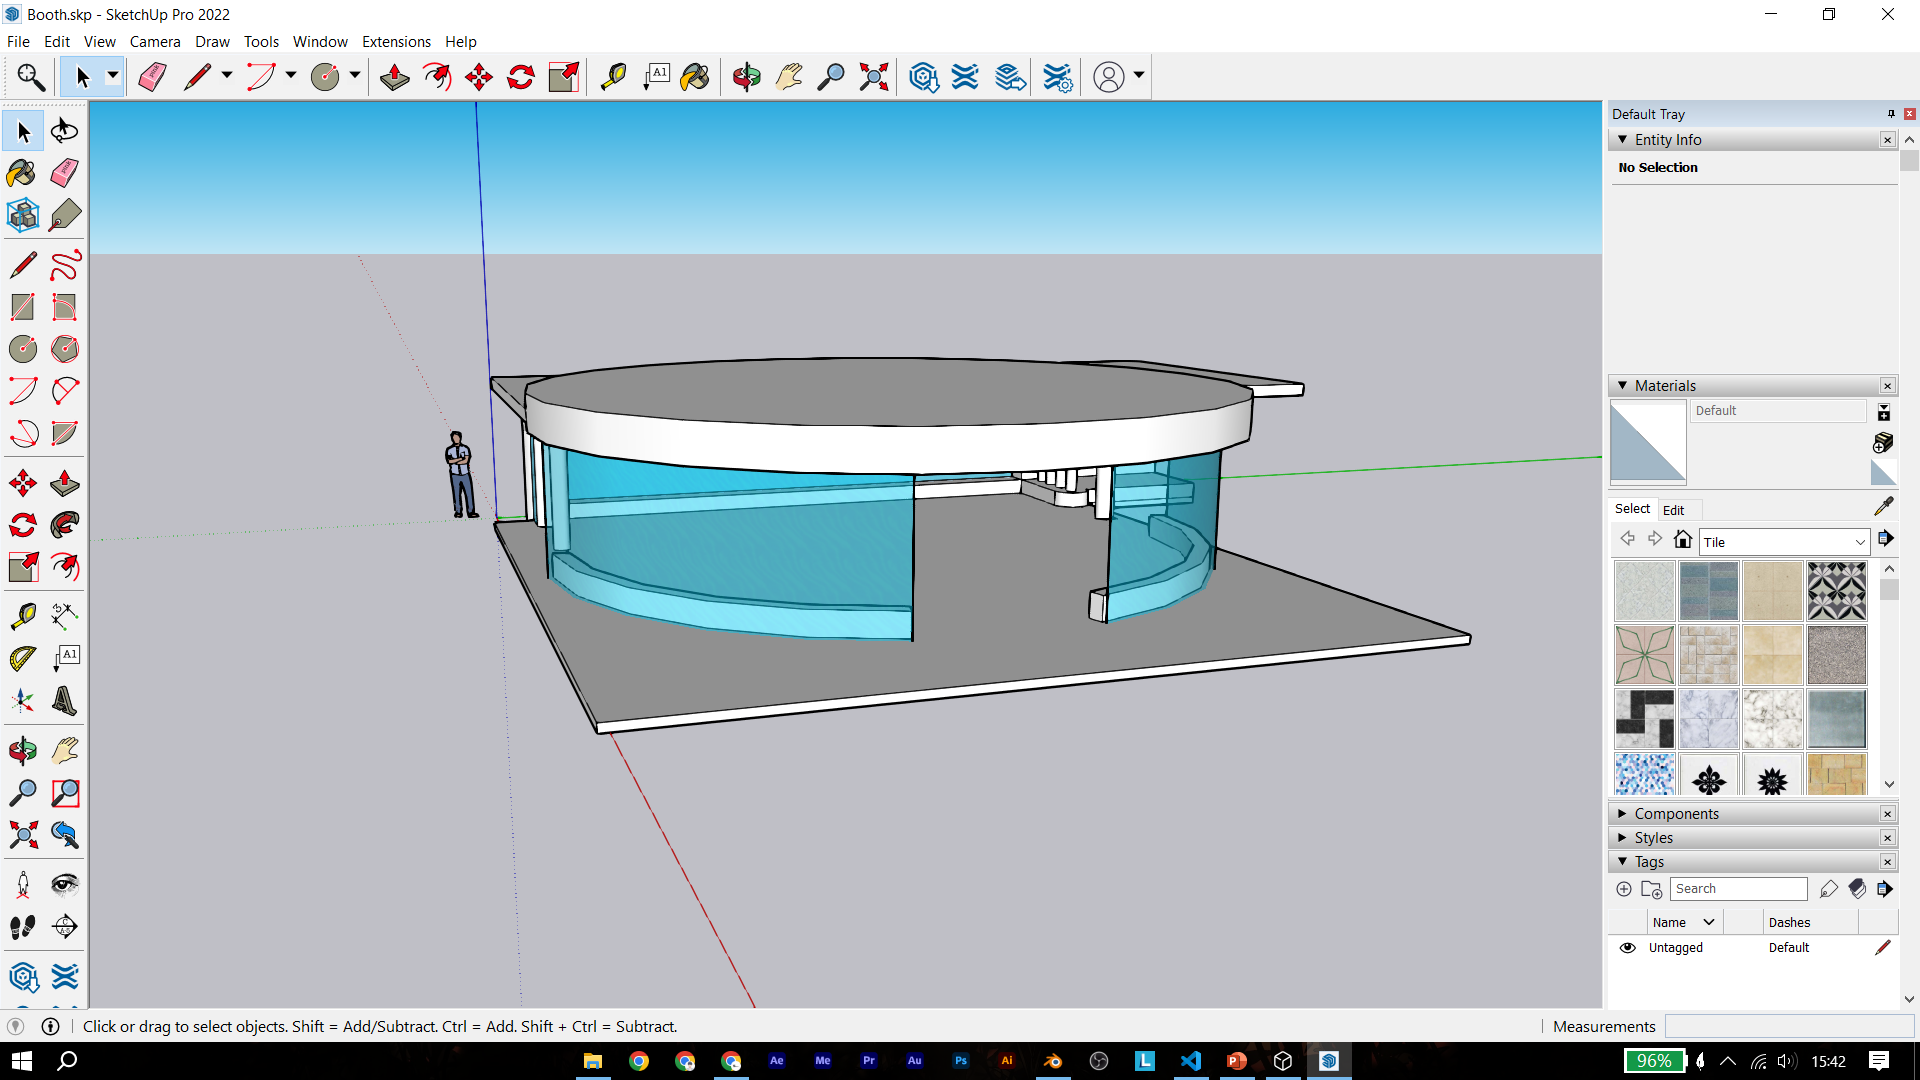 Booth.skp - SketchUp Pro 2022
File Edit View Camera Draw Tools Window Extensions Help
A1
Default Tray
Entity Info
No Selection
A1
Materials
Default
Select Edit
Tile
Components
Styles
Tags
Search
Name Dashes
Untagged Default
Click or drag to select objects. Shift = Add/Subtract. Ctrl = Add. Shift + Ctrl = Subtract.
Measurements
Ae Me Pr Au Ps Ai L P
96% 15:42